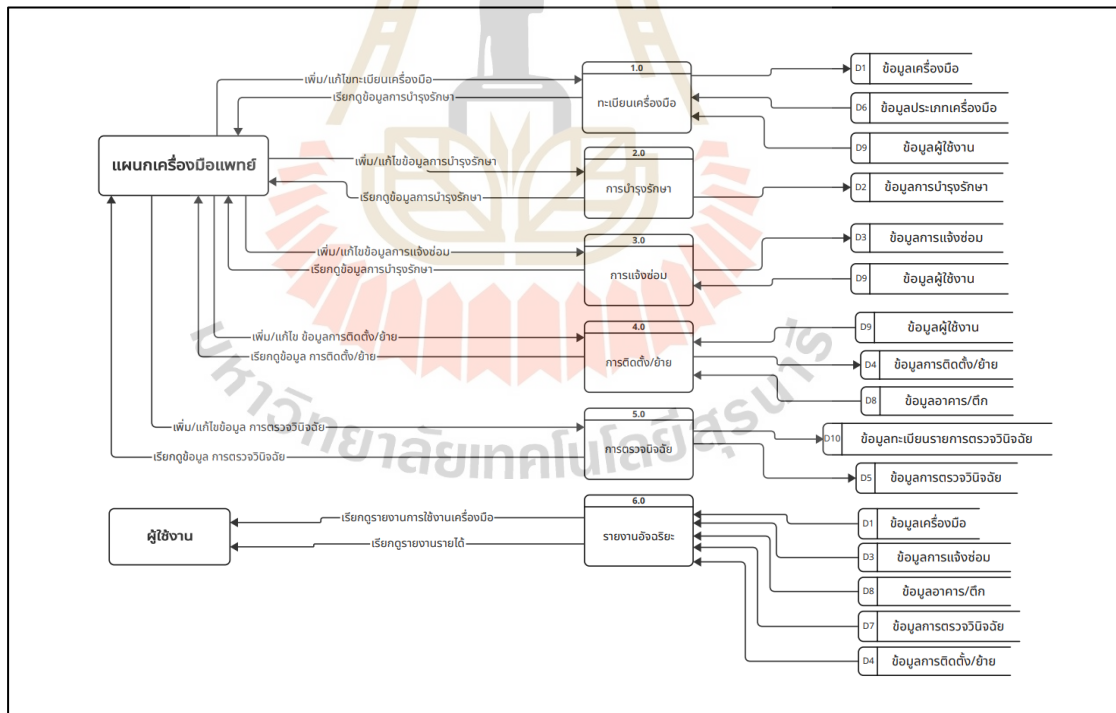 1.0
ทะเบียนเครื่องมือ
เพิ่ม/แก้ไขทะเบียนเครื่องมือ
เรียกดูข้อมูลการบำรุงรักษา
D1 ข้อมูลเครื่องมือ
D6 ข้อมูลประเภทเครื่องมือ
D9 ข้อมูลผู้ใช้งาน
แผนกเครื่องมือแพทย์
2.0
การบำรุงรักษา
เพิ่ม/แก้ไขข้อมูลการบำรุงรักษา
เรียกดูข้อมูลการบำรุงรักษา
D2 ข้อมูลการบำรุงรักษา
3.0
การแจ้งซ่อม
เพิ่ม/แก้ไขข้อมูลการแจ้งซ่อม
เรียกดูข้อมูลการบำรุงรักษา
D3 ข้อมูลการแจ้งซ่อม
D9 ข้อมูลผู้ใช้งาน
4.0
การติดตั้ง/ย้าย
เพิ่ม/แก้ไข ข้อมูลการติดตั้ง/ย้าย
เรียกดูข้อมูล การติดตั้ง/ย้าย
D9 ข้อมูลผู้ใช้งาน
D4 ข้อมูลการติดตั้ง/ย้าย
D8 ข้อมูลอาคาร/ตึก
5.0
การตรวจนิจฉัย
เพิ่ม/แก้ไขข้อมูล การตรวจวินิจฉัย
เรียกดูข้อมูล การตรวจวินิจฉัย
D10 ข้อมูลทะเบียนรายการตรวจวินิจฉัย
D5 ข้อมูลการตรวจวินิจฉัย
มหาวิทยาลัยเทคโนโลยีสุรนารี
6.0
รายงานอัจฉริยะ
ผู้ใช้งาน
เรียกดูรายงานการใช้งานเครื่องมือ
เรียกดูรายงานรายได้
D1 ข้อมูลเครื่องมือ
D3 ข้อมูลการแจ้งซ่อม
D8 ข้อมูลอาคาร/ตึก
D7 ข้อมูลการตรวจวินิจฉัย
D4 ข้อมูลการติดตั้ง/ย้าย